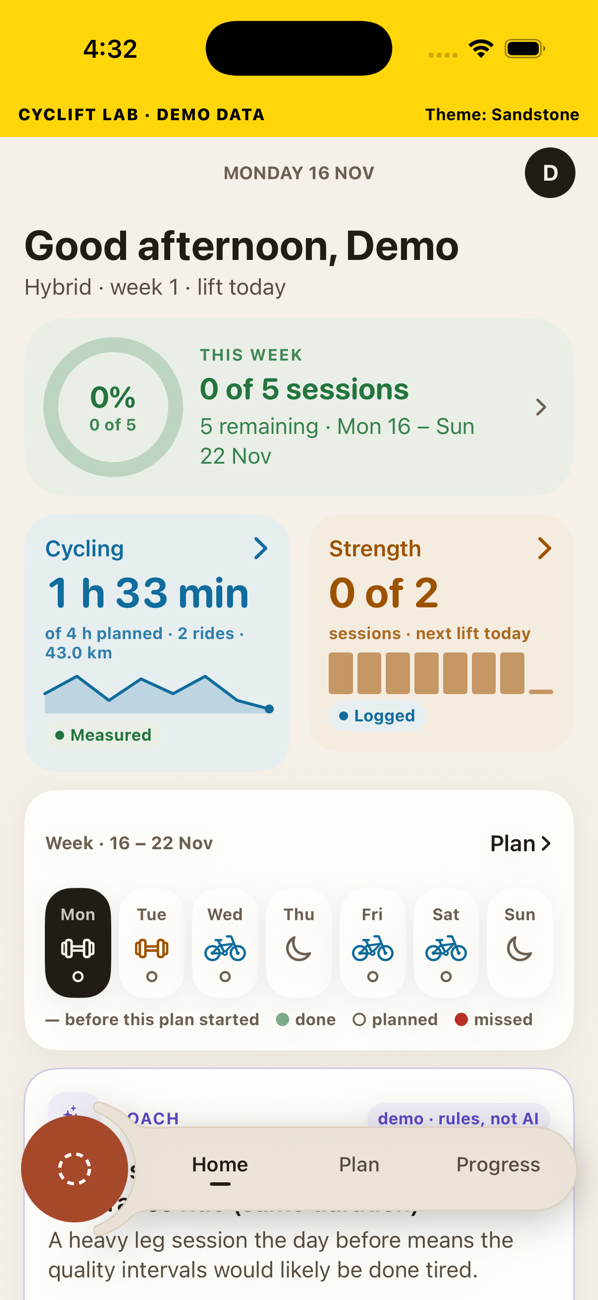 4:32
CYCLIFT LAB · DEMO DATA
Theme: Sandstone
MONDAY 16 NOV
D
Good afternoon, Demo
Hybrid · week 1 · lift today
0%
0 of 5
THIS WEEK
0 of 5 sessions
5 remaining · Mon 16 – Sun
22 Nov
Cycling
1 h 33 min
of 4 h planned · 2 rides ·
43.0 km
Measured
Strength
0 of 2
sessions · next lift today
Logged
Week · 16 – 22 Nov
Plan
Mon
Tue
Wed
Thu
Fri
Sat
Sun
— before this plan started
done
planned
missed
demo · rules, not AI
Home
Plan
Progress
A heavy leg session the day before means the
quality intervals would likely be done tired.